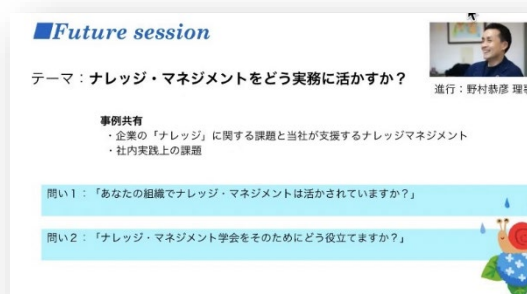 ■Future session
テーマ：ナレッジ・マネジメントをどう実務に活かすか？
進行：野村恭彦 理事
事例共有
・企業の「ナレッジ」に関する課題と当社が支援するナレッジマネジメント
・社内実践上の課題
問い１：「あなたの組織でナレッジ・マネジメントは活かされていますか？」
問い２：「ナレッジ・マネジメント学会をそのためにどう役立てますか？」